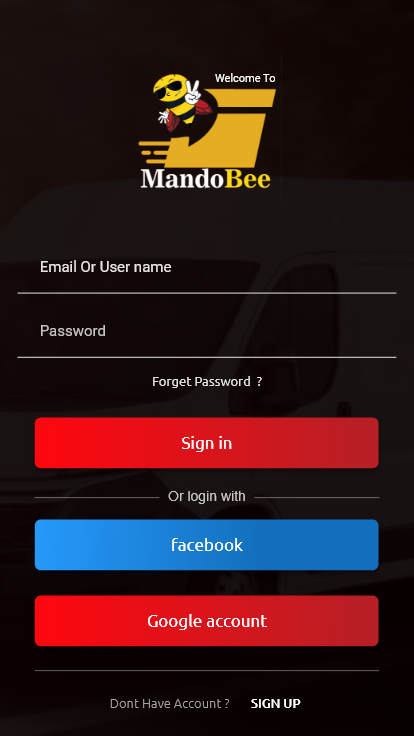 Welcome To
MandoBee
Email Or User name
Password
Forget Password ?
Sign in
Or login with
facebook
Google account
Dont Have Account ? SIGN UP